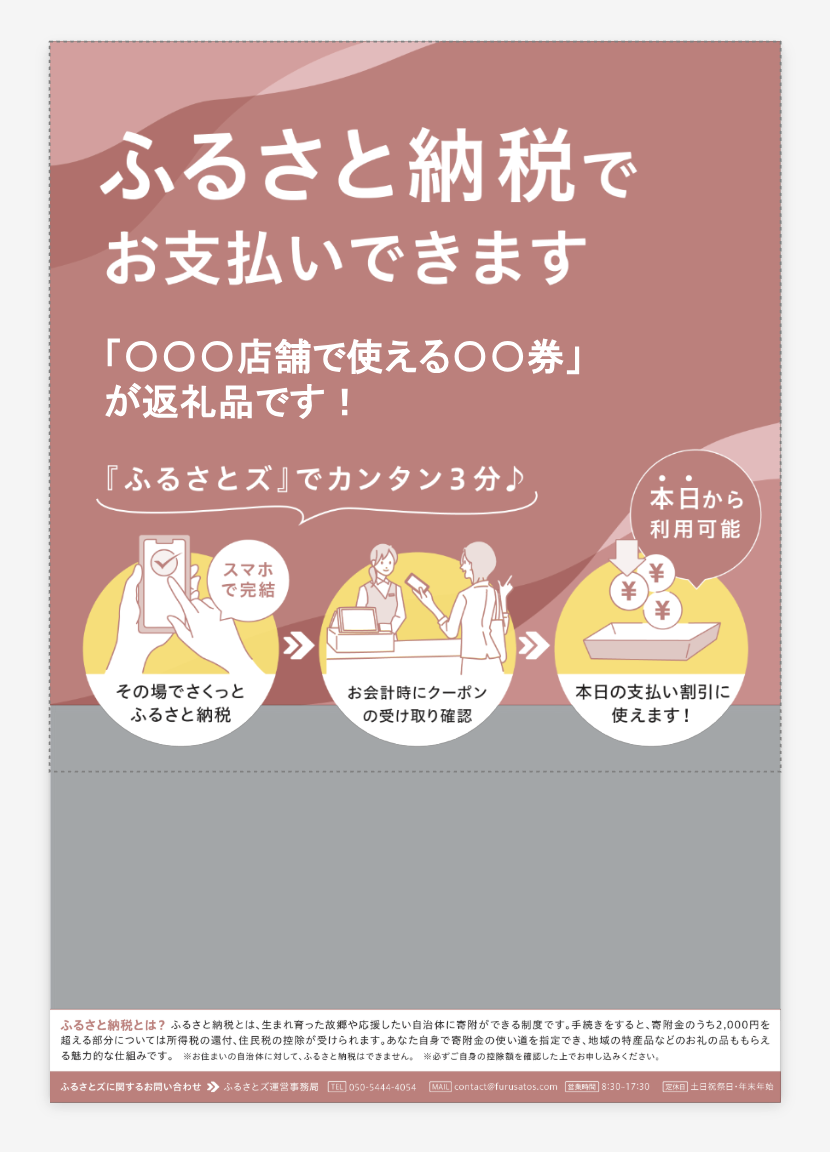 ふるさと納税で
お支払いできます
「〇〇〇店舗で使える〇〇券」
が返礼品です！
『ふるさとズ』でカンタン3分♪
本日から
利用可能
スマホ
で完結
¥
¥
¥
その場でさくっと
ふるさと納税
お会計時にクーポン
の受け取り確認
本日の支払い割引に
使えます！
ふるさと納税とは？ ふるさと納税とは、生まれ育った故郷や応援したい自治体に寄附ができる制度です。手続きをすると、寄附金のうち2,000円を
超える部分については所得税の還付、住民税の控除が受けられます。あなた自身で寄附金の使い道を指定でき、地域の特産品などのお礼の品ももらえ
る魅力的な仕組みです。 ※お住まいの自治体に対して、ふるさと納税はできません。 ※必ずご自身の控除額を確認した上でお申し込みください。
ふるさとズに関するお問い合わせ ふるさとズ運営事務局 TEL 050-5444-4054 MAIL contact@furusatos.com 営業時間 8:30-17:30 定休日 土日祝祭日・年末年始